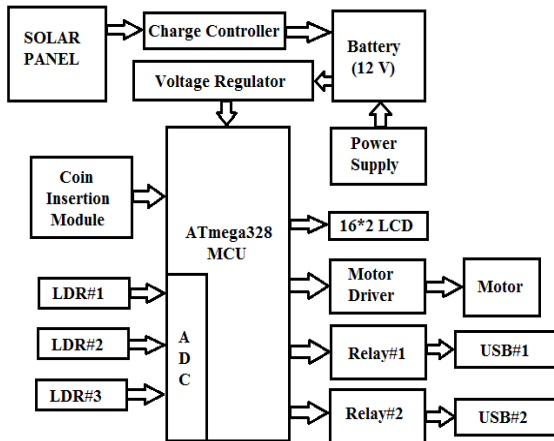 SOLAR
PANEL
Charge Controller
Battery
(12 V)
Voltage Regulator
Power
Supply
Coin
Insertion
Module
ATmega328
MCU
16*2 LCD
Motor
Driver
Motor
LDR#1
LDR#2
LDR#3
A
D
C
Relay#1
USB#1
Relay#2
USB#2